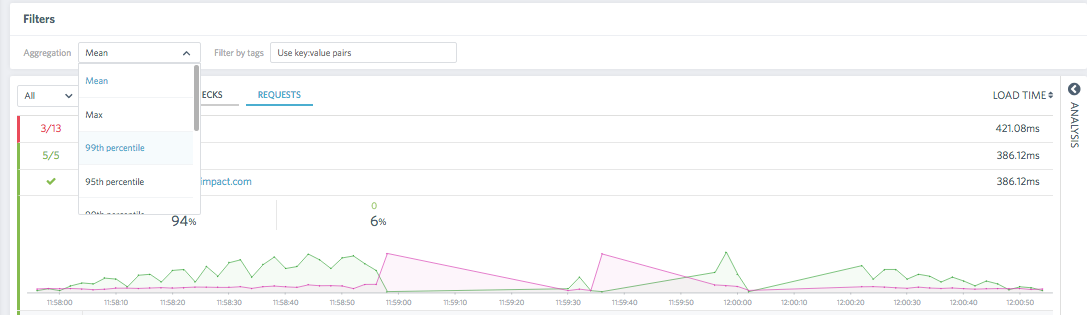 Filters
Aggregation Mean Filter by tags Use key:value pairs
Mean
Max
99th percentile
95th percentile
All ECKS REQUESTS LOAD TIME
3/13 421.08ms
5/5 386.12ms
impact.com 386.12ms
0
94% 6%
11:58:00 11:58:10 11:58:20 11:58:30 11:58:40 11:58:50 11:59:00 11:59:10 11:59:20 11:59:30 11:59:40 11:59:50 12:00:00 12:00:10 12:00:20 12:00:30 12:00:40 12:00:50
ANALYSIS